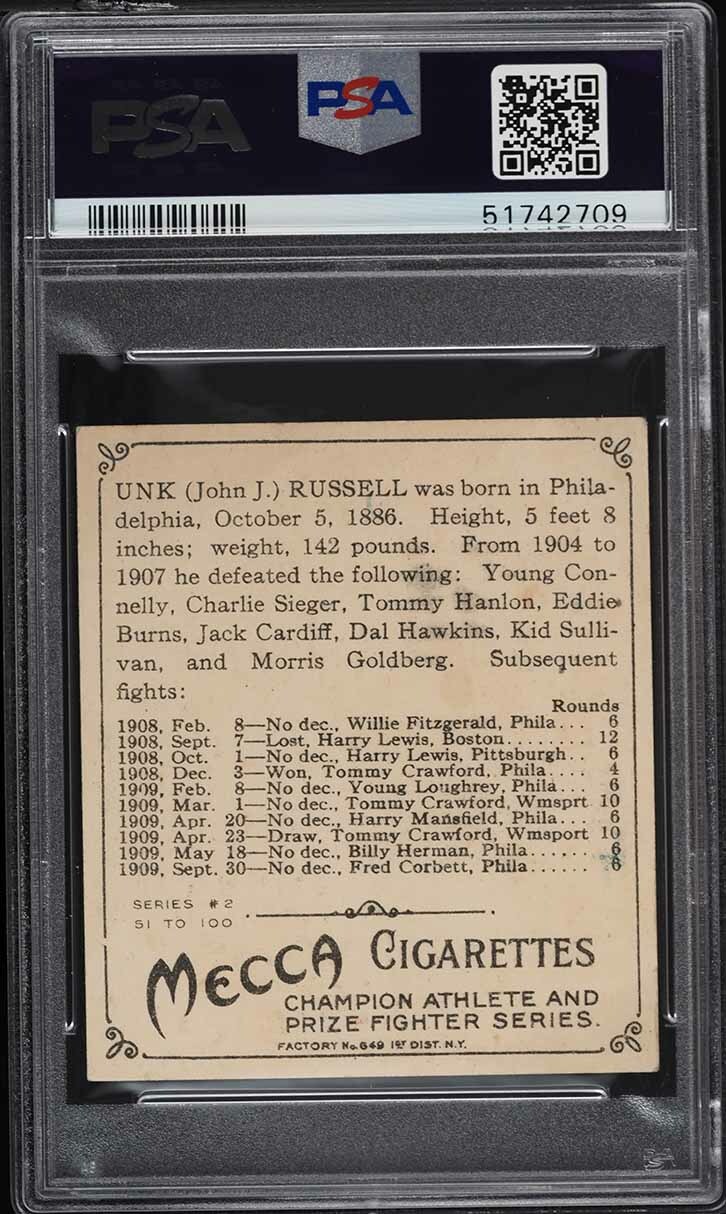 PSA
PSA
51742709
UNK (John J.) RUSSELL was born in Phila-
delphia, October 5, 1886. Height, 5 feet 8
inches; weight, 142 pounds. From 1904 to
1907 he defeated the following: Young Con-
nelly, Charlie Sieger, Tommy Hanlon, Eddie
Burns, Jack Cardiff, Dal Hawkins, Kid Sulli-
van, and Morris Goldberg. Subsequent
fights:
Rounds
1908, Feb. 8—No dec., Willie Fitzgerald, Phila... 6
1908, Sept. 7—Lost, Harry Lewis, Boston........ 12
1908, Oct. 1—No dec., Harry Lewis, Pittsburgh.. 6
1908, Dec. 3—Won, Tommy Crawford, Phila.... 4
1909, Feb. 8—No dec., Young Loughrey, Phila... 6
1909, Mar. 1—No dec., Tommy Crawford, Wmsprt 10
1909, Apr. 20—No dec., Harry Mansfield, Phila... 6
1909, Apr. 23—Draw, Tommy Crawford, Wmsport 10
1909, May 18—No dec., Billy Herman, Phila...... 6
1909, Sept. 30—No dec., Fred Corbett, Phila...... 6
SERIES #2
51 TO 100
MECCA CIGARETTES
CHAMPION ATHLETE AND
PRIZE FIGHTER SERIES.
FACTORY No. 649 1ST DIST. N.Y.
PSA